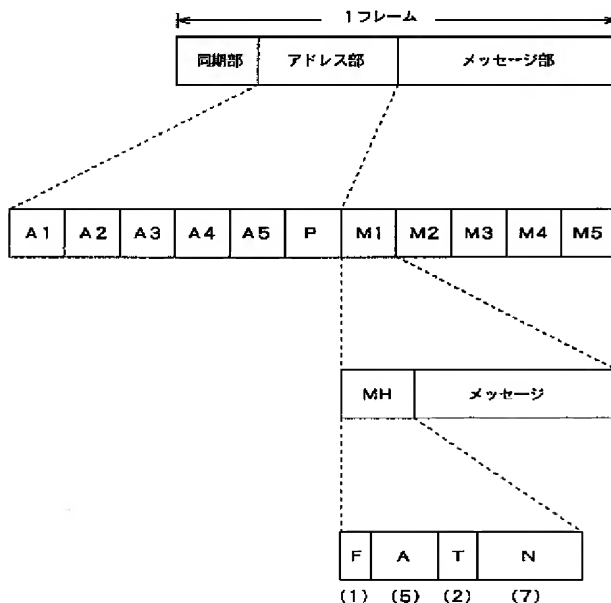 1フレーム
同期部 アドレス部 メッセージ部
A1 A2 A3 A4 A5 P M1 M2 M3 M4 M5
MH メッセージ
F A T N
(1) (5) (2) (7)